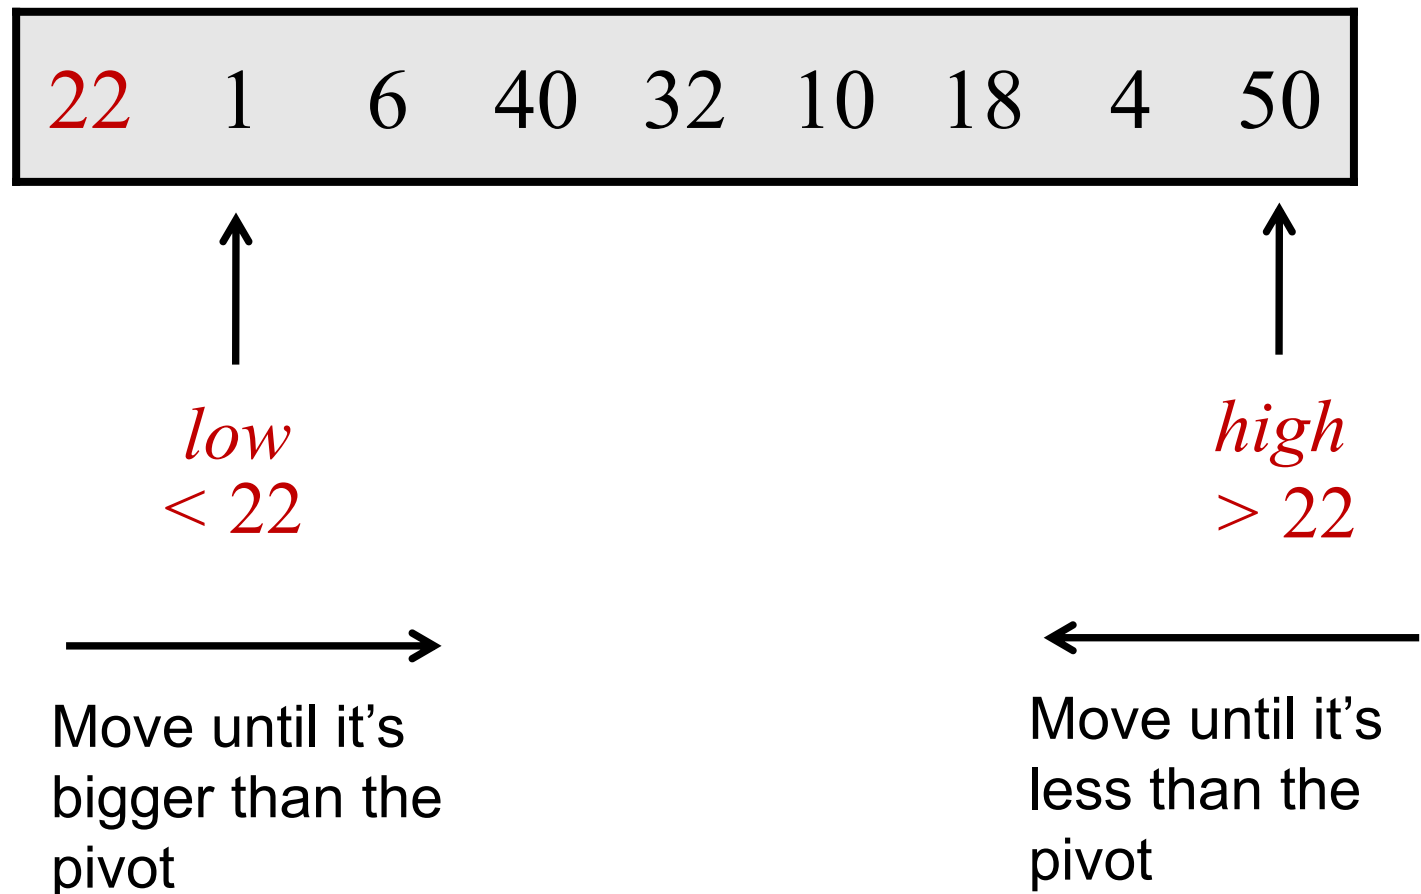 22 1 6 40 32 10 18 4 50
low
< 22
high
> 22
Move until it’s
bigger than the
pivot
Move until it’s
less than the
pivot